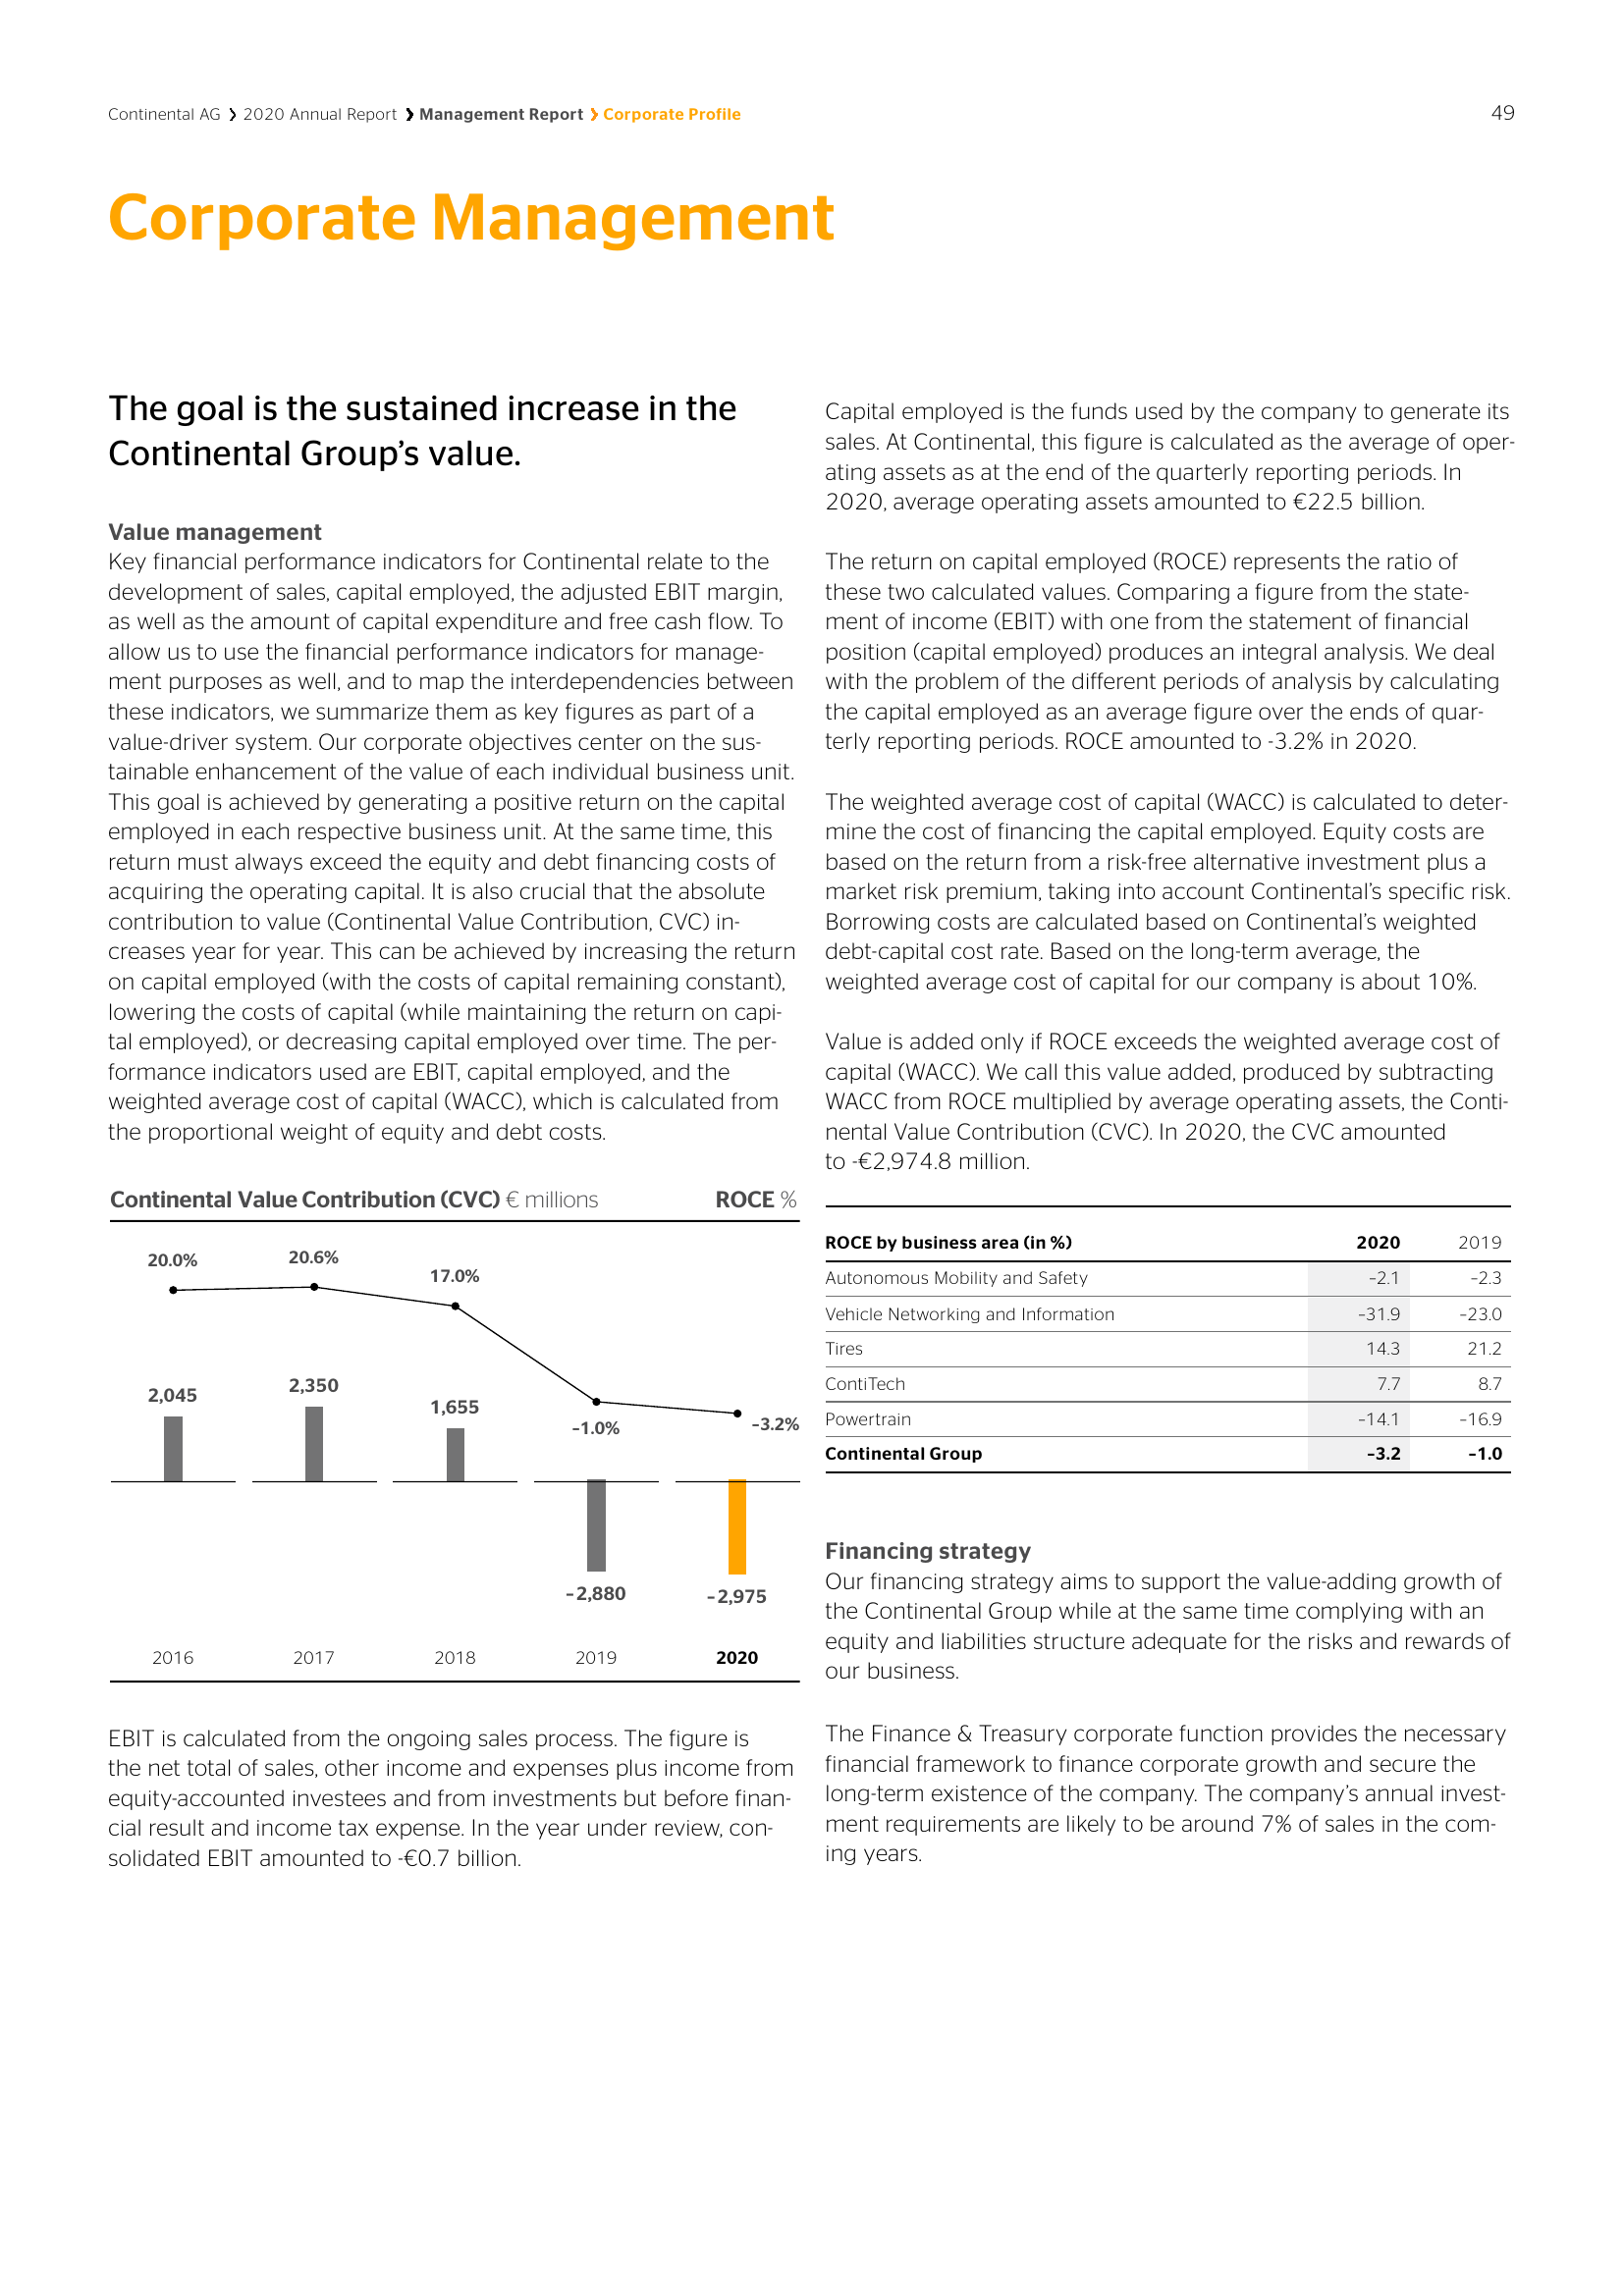 Continental AG ❯ 2020 Annual Report ❯ Management Report ❯ Corporate Profile
49
Corporate Management
The goal is the sustained increase in the
Continental Group’s value.
Value management
Key financial performance indicators for Continental relate to the
development of sales, capital employed, the adjusted EBIT margin,
as well as the amount of capital expenditure and free cash flow. To
allow us to use the financial performance indicators for manage-
ment purposes as well, and to map the interdependencies between
these indicators, we summarize them as key figures as part of a
value-driver system. Our corporate objectives center on the sus-
tainable enhancement of the value of each individual business unit.
This goal is achieved by generating a positive return on the capital
employed in each respective business unit. At the same time, this
return must always exceed the equity and debt financing costs of
acquiring the operating capital. It is also crucial that the absolute
contribution to value (Continental Value Contribution, CVC) in-
creases year for year. This can be achieved by increasing the return
on capital employed (with the costs of capital remaining constant),
lowering the costs of capital (while maintaining the return on capi-
tal employed), or decreasing capital employed over time. The per-
formance indicators used are EBIT, capital employed, and the
weighted average cost of capital (WACC), which is calculated from
the proportional weight of equity and debt costs.
Continental Value Contribution (CVC) € millions ROCE %
20.0% 20.6% 17.0% –1.0% –3.2%
2,045 2,350 1,655 –2,880 –2,975
2016 2017 2018 2019 2020
EBIT is calculated from the ongoing sales process. The figure is
the net total of sales, other income and expenses plus income from
equity-accounted investees and from investments but before finan-
cial result and income tax expense. In the year under review, con-
solidated EBIT amounted to -€0.7 billion.
Capital employed is the funds used by the company to generate its
sales. At Continental, this figure is calculated as the average of oper-
ating assets as at the end of the quarterly reporting periods. In
2020, average operating assets amounted to €22.5 billion.
The return on capital employed (ROCE) represents the ratio of
these two calculated values. Comparing a figure from the state-
ment of income (EBIT) with one from the statement of financial
position (capital employed) produces an integral analysis. We deal
with the problem of the different periods of analysis by calculating
the capital employed as an average figure over the ends of quar-
terly reporting periods. ROCE amounted to -3.2% in 2020.
The weighted average cost of capital (WACC) is calculated to deter-
mine the cost of financing the capital employed. Equity costs are
based on the return from a risk-free alternative investment plus a
market risk premium, taking into account Continental’s specific risk.
Borrowing costs are calculated based on Continental’s weighted
debt-capital cost rate. Based on the long-term average, the
weighted average cost of capital for our company is about 10%.
Value is added only if ROCE exceeds the weighted average cost of
capital (WACC). We call this value added, produced by subtracting
WACC from ROCE multiplied by average operating assets, the Conti-
nental Value Contribution (CVC). In 2020, the CVC amounted
to -€2,974.8 million.
ROCE by business area (in %) 2020 2019
Autonomous Mobility and Safety –2.1 –2.3
Vehicle Networking and Information –31.9 –23.0
Tires 14.3 21.2
ContiTech 7.7 8.7
Powertrain –14.1 –16.9
Continental Group –3.2 –1.0
Financing strategy
Our financing strategy aims to support the value-adding growth of
the Continental Group while at the same time complying with an
equity and liabilities structure adequate for the risks and rewards of
our business.
The Finance & Treasury corporate function provides the necessary
financial framework to finance corporate growth and secure the
long-term existence of the company. The company’s annual invest-
ment requirements are likely to be around 7% of sales in the com-
ing years.